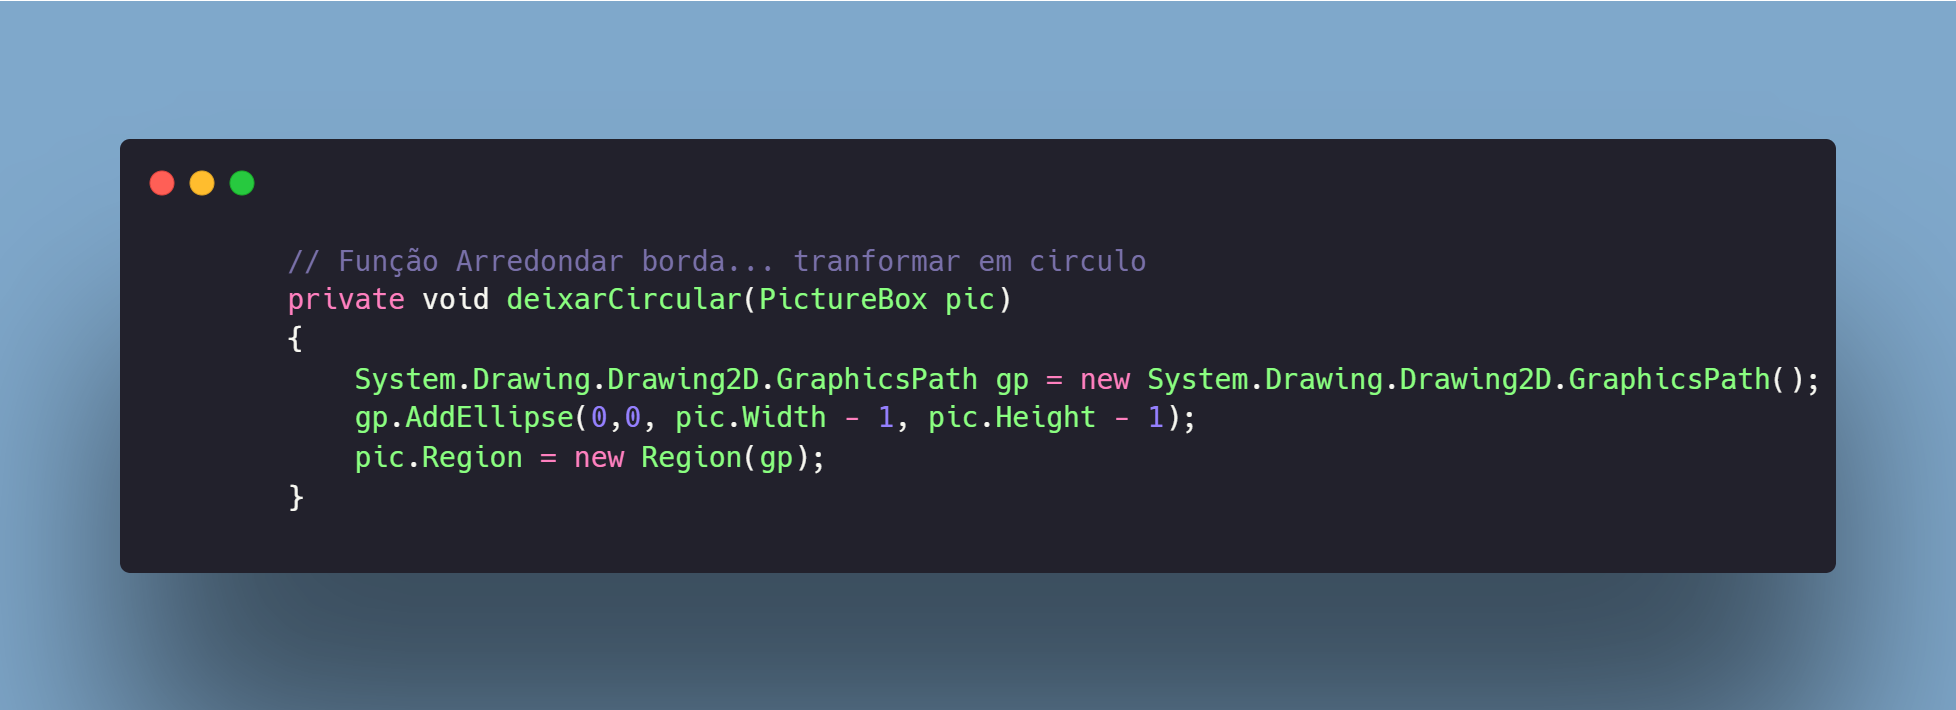 // Função Arredondar borda... tranformar em circulo
private void deixarCircular(PictureBox pic)
{
System.Drawing.Drawing2D.GraphicsPath gp = new System.Drawing.Drawing2D.GraphicsPath();
gp.AddEllipse(0,0, pic.Width - 1, pic.Height - 1);
pic.Region = new Region(gp);
}